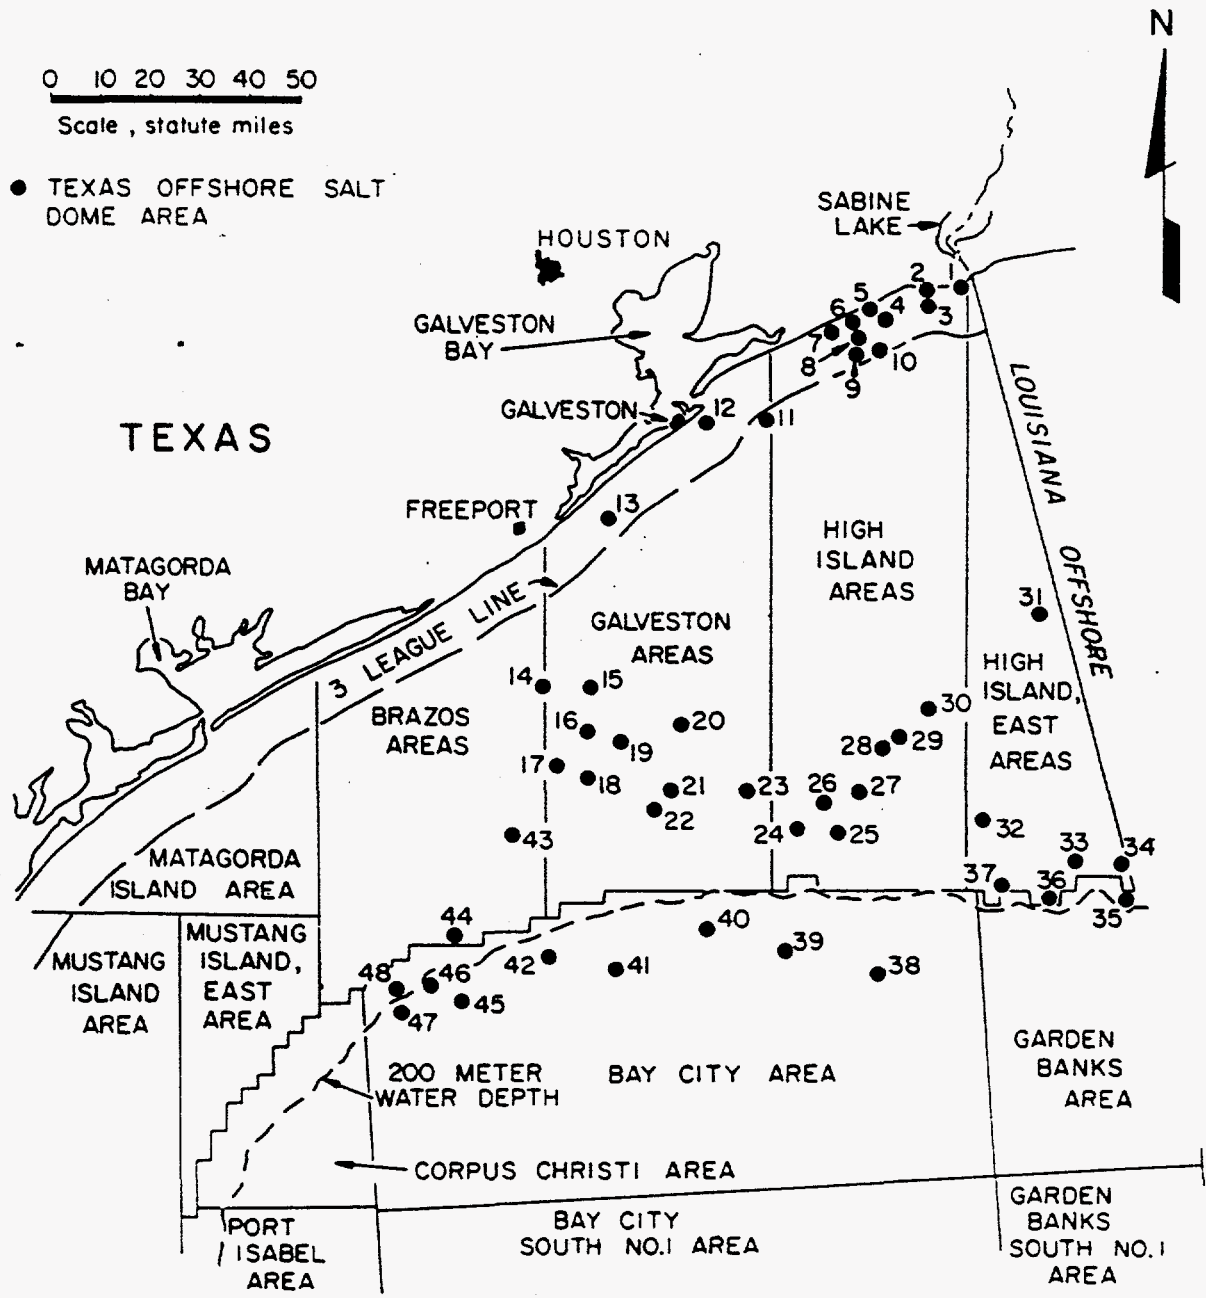 N
0 10 20 30 40 50
Scale , statute miles
TEXAS OFFSHORE SALT
DOME AREA
SABINE
LAKE
HOUSTON
GALVESTON
BAY
1
2
3
4
5
6
7
8
9
10
GALVESTON
12
11
TEXAS
LOUISIANA OFFSHORE
FREEPORT
13
HIGH
ISLAND
AREAS
MATAGORDA
BAY
3 LEAGUE LINE
GALVESTON
AREAS
31
HIGH
ISLAND,
EAST
AREAS
14
15
BRAZOS
AREAS
16
19
20
30
29
28
17
18
21
22
23
26
27
24
25
32
43
33
34
MATAGORDA
ISLAND AREA
37
36
35
44
40
39
38
MUSTANG
ISLAND
AREA
MUSTANG
ISLAND,
EAST
AREA
42
41
48
46
45
47
200 METER
WATER DEPTH
BAY CITY AREA
GARDEN
BANKS
AREA
CORPUS CHRISTI AREA
PORT
ISABEL
AREA
BAY CITY
SOUTH NO.1 AREA
GARDEN
BANKS
SOUTH NO.1
AREA